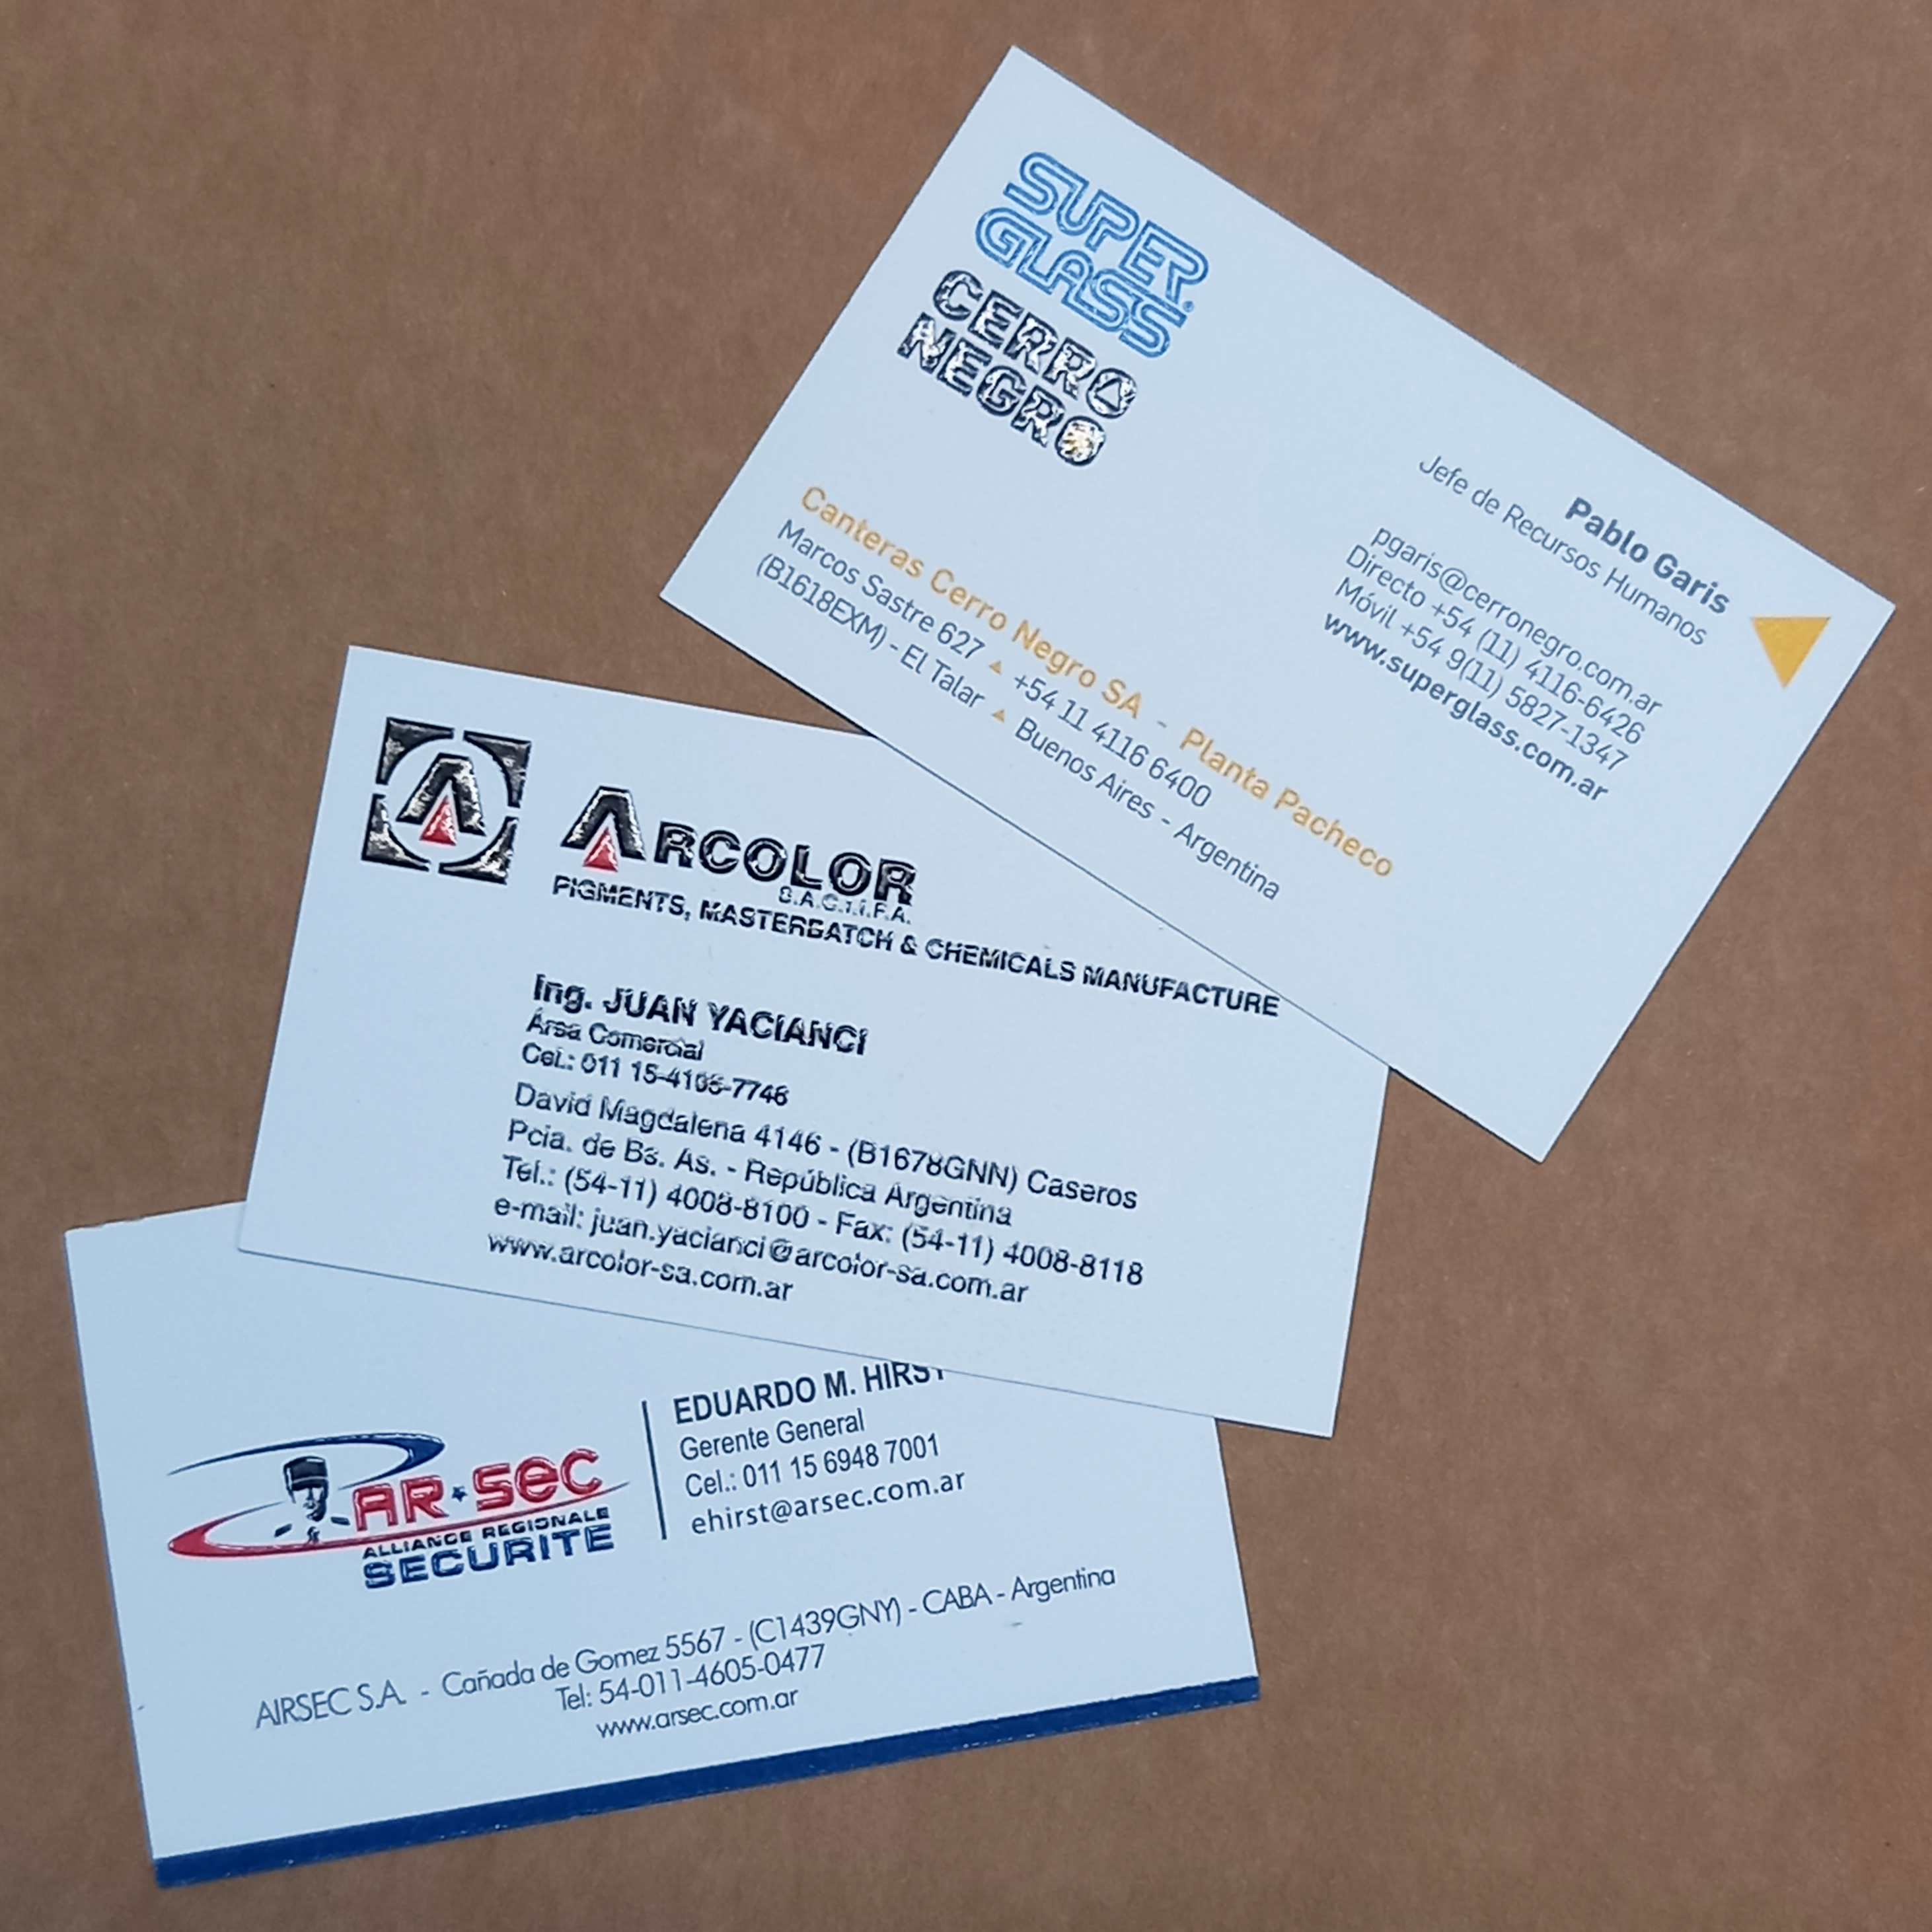 SUPER
GLASS®
CERRO
NEGRO
Pablo Garis
Jefe de Recursos Humanos
pgaris@cerronegro.com.ar
Directo +54 (11) 4116-6426
Móvil +54 9(11) 5827-1347
www.superglass.com.ar
Canteras Cerro Negro SA - Planta Pacheco
Marcos Sastre 627 ▲ +54 11 4116 6400
(B1618EXM) - El Talar ▲ Buenos Aires - Argentina
A
ARCOLOR
S.A.C.I.I.F.A.
PIGMENTS, MASTERBATCH & CHEMICALS MANUFACTURE
Ing. JUAN YACIANCI
Área Comercial
Cel.: 011
David Magdalena 4146 - (B1678GNN) Caseros
Pcia. de Bs. As. - República Argentina
Tel.: (54-11) 4008-8100 - Fax: (54-11) 4008-8118
e-mail: juan.yacianci@arcolor-sa.com.ar
www.arcolor-sa.com.ar
AR★SEC
ALLIANCE REGIONALE
SECURITE
EDUARDO M. HIRST
Gerente General
Cel.: 011 15 6948 7001
ehirst@arsec.com.ar
AIRSEC S.A. - Cañada de Gomez 5567 - (C1439GNY) - CABA - Argentina
Tel: 54-011-4605-0477
www.arsec.com.ar